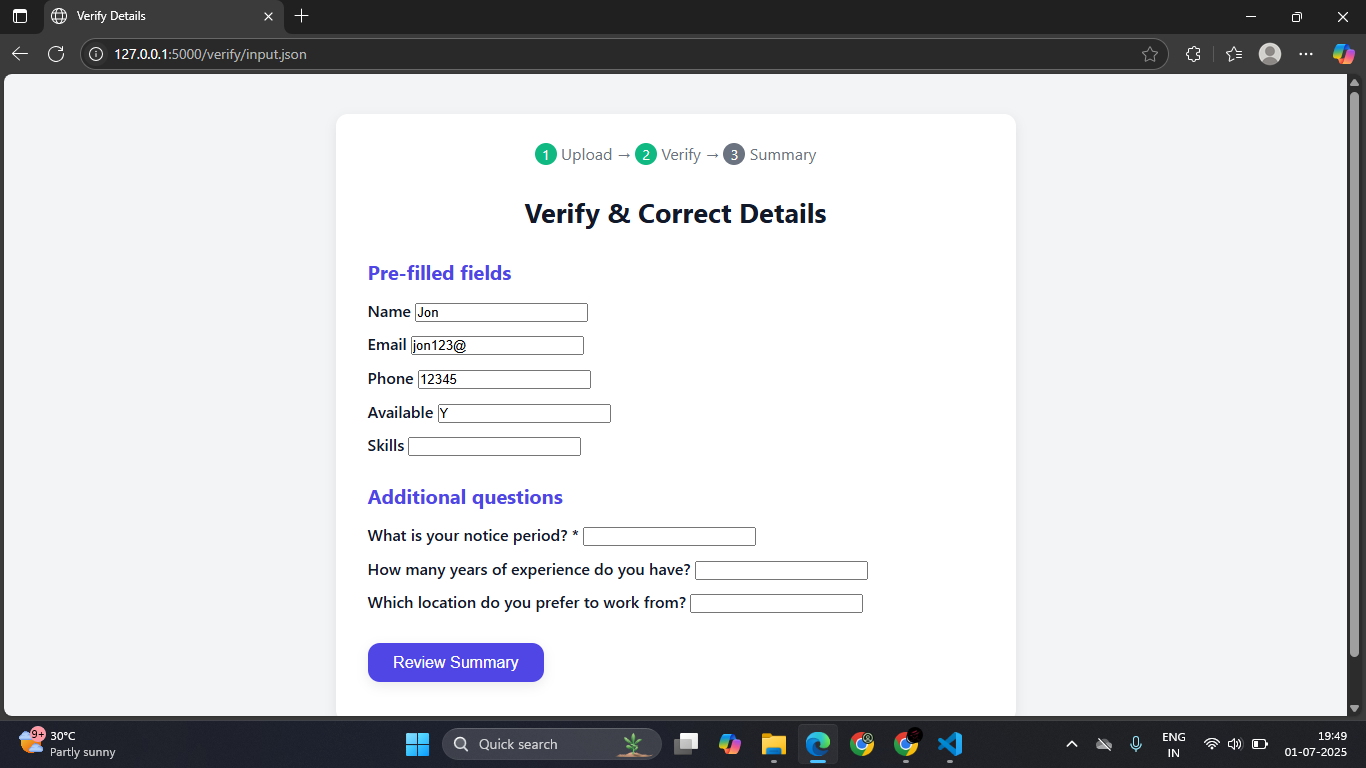 Verify Details
127.0.0.1:5000/verify/input.json
1 Upload → 2 Verify → 3 Summary
Verify & Correct Details
Pre-filled fields
Name Jon
Email jon123@
Phone 12345
Available Y
Skills
Additional questions
What is your notice period? *
How many years of experience do you have?
Which location do you prefer to work from?
Review Summary
9+
30°C
Partly sunny
Quick search
ENG
IN
19:49
01-07-2025